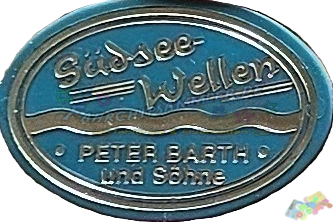 Südsee-
Wellen
• PETER BARTH •
und Söhne